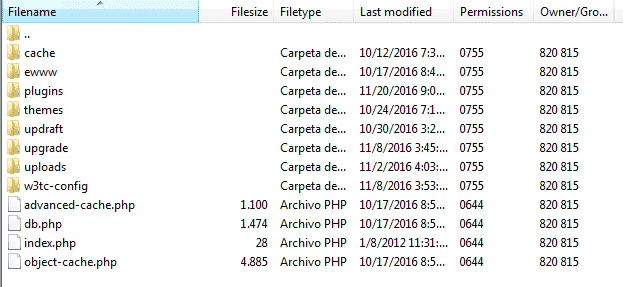 Filename Filesize Filetype Last modified Permissions Owner/Gro...
..
cache Carpeta de... 10/12/2016 7:3... 0755 820 815
ewww Carpeta de... 10/17/2016 8:4... 0755 820 815
plugins Carpeta de... 11/20/2016 9:0... 0755 820 815
themes Carpeta de... 10/24/2016 7:1... 0755 820 815
updraft Carpeta de... 10/30/2016 3:2... 0755 820 815
upgrade Carpeta de... 11/8/2016 3:45:... 0755 820 815
uploads Carpeta de... 11/2/2016 4:03:... 0755 820 815
w3tc-config Carpeta de... 11/8/2016 3:53:... 0755 820 815
advanced-cache.php 1.100 Archivo PHP 10/17/2016 8:5... 0644 820 815
db.php 1.474 Archivo PHP 10/17/2016 8:5... 0644 820 815
index.php 28 Archivo PHP 1/8/2012 11:31:... 0644 820 815
object-cache.php 4.885 Archivo PHP 10/17/2016 8:5... 0644 820 815